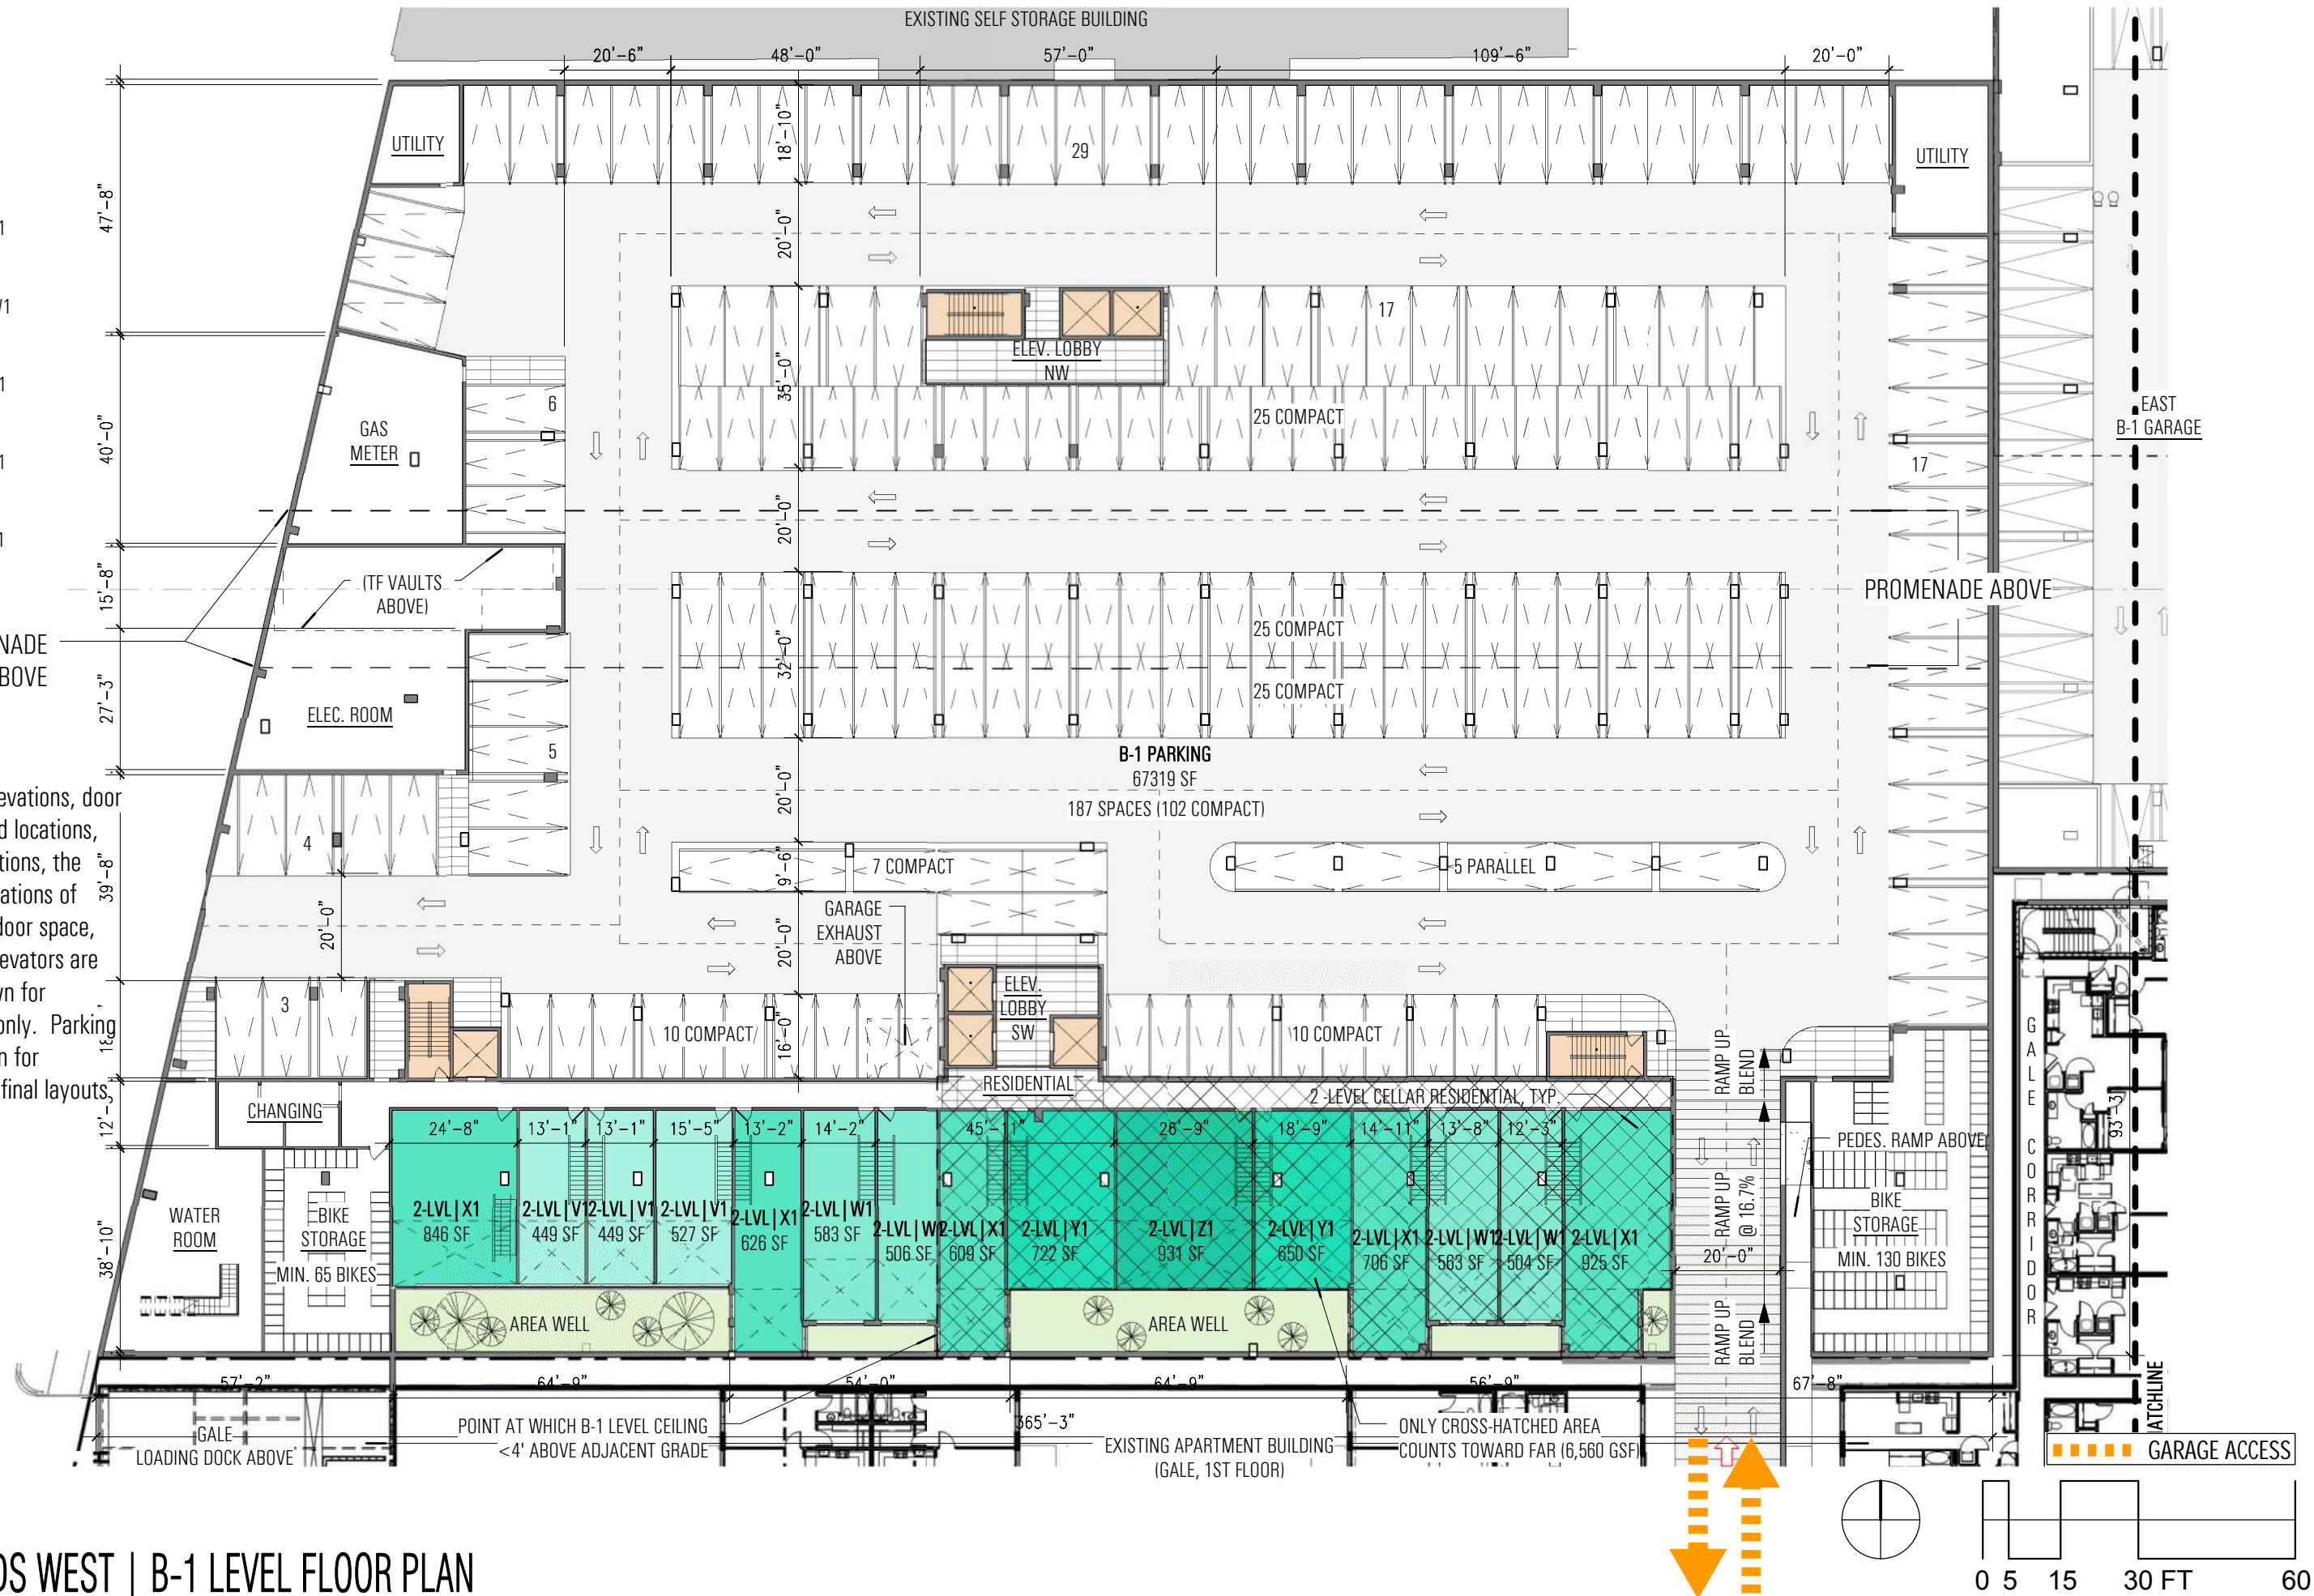 EXISTING SELF STORAGE BUILDING
20'-6"
48'-0"
57'-0"
109'-6"
20'-0"
UTILITY
18'-10"
29
UTILITY
47'-8"
20'-0"
17
ELEV. LOBBY
NW
35'-0"
25 COMPACT
6
GAS
METER
40'-0"
EAST
B-1 GARAGE
17
20'-0"
15'-8"
(TF VAULTS
ABOVE)
PROMENADE ABOVE
25 COMPACT
32'-0"
25 COMPACT
NADE
BOVE
27'-3"
ELEC. ROOM
5
B-1 PARKING
67319 SF
187 SPACES (102 COMPACT)
20'-0"
evations, door
d locations,
tions, the
ations of
door space,
evators are
vn for
only. Parking
n for
final layouts
4
39'-8"
9'-6"
7 COMPACT
5 PARALLEL
GARAGE
EXHAUST
ABOVE
20'-0"
20'-0"
ELEV.
LOBBY
SW
3
10 COMPACT
16'-0"
10 COMPACT
RAMP UP
BLEND
RESIDENTIAL
2 -LEVEL CELLAR RESIDENTIAL, TYP.
CHANGING
12'-3"
24'-8"
13'-1"
13'-1"
15'-5"
13'-2"
14'-2"
45'-11"
26'-9"
18'-9"
14'-11"
13'-8"
12'-3"
PEDES. RAMP ABOVE
93'-3"
GALE CORRIDOR
RAMP UP
@ 16.7%
20'-0"
38'-10"
WATER
ROOM
BIKE
STORAGE
MIN. 65 BIKES
2-LVL|X1
846 SF
2-LVL|V1
449 SF
2-LVL|V1
449 SF
2-LVL|V1
527 SF
2-LVL|X1
626 SF
2-LVL|W1
583 SF
2-LVL|W
506 SF
2-LVL|X1
609 SF
2-LVL|Y1
722 SF
2-LVL|Z1
931 SF
2-LVL|Y1
650 SF
2-LVL|X1
706 SF
2-LVL|W1
563 SF
2-LVL|W1
504 SF
2-LVL|X1
925 SF
BIKE
STORAGE
MIN. 130 BIKES
AREA WELL
AREA WELL
RAMP UP
BLEND
57'-2"
64'-9"
54'-0"
64'-9"
56'-9"
67'-8"
365'-3"
GALE
LOADING DOCK ABOVE
POINT AT WHICH B-1 LEVEL CEILING
<4' ABOVE ADJACENT GRADE
EXISTING APARTMENT BUILDING
(GALE, 1ST FLOOR)
ONLY CROSS-HATCHED AREA
COUNTS TOWARD FAR (6,560 GSF)
ATCHLINE
GARAGE ACCESS
0 5 15 30 FT 60
DS WEST | B-1 LEVEL FLOOR PLAN